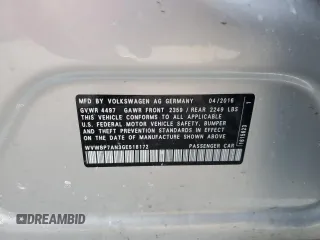 MFD BY VOLKSWAGEN AG GERMANY 04/2016
GVWR 4497 GAWR FRONT 2359 / REAR 2249 LBS
THIS VEHICLE CONFORMS TO ALL APPLICABLE
U.S. FEDERAL MOTOR VEHICLE SAFETY, BUMPER,
AND THEFT PREVENTION STANDARDS IN EFFECT
ON THE DATE OF MANUFACTURE SHOWN ABOVE.
WVWBP7AN3GE516172 PASSENGER CAR